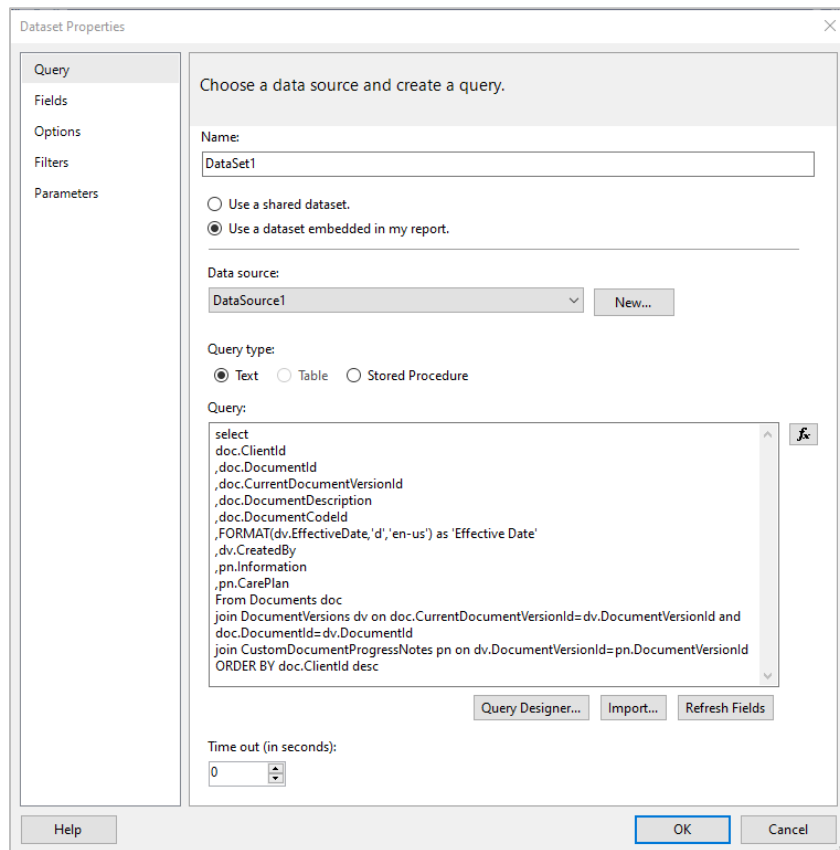 Dataset Properties
Query
Fields
Options
Filters
Parameters
Choose a data source and create a query.
Name:
DataSet1
Use a shared dataset.
Use a dataset embedded in my report.
Data source:
DataSource1
New...
Query type:
Text
Table
Stored Procedure
Query:
select
doc.ClientId
,doc.DocumentId
,doc.CurrentDocumentVersionId
,doc.DocumentDescription
,doc.DocumentCodeId
,FORMAT(dv.EffectiveDate,'d','en-us') as 'Effective Date'
,dv.CreatedBy
,pn.Information
,pn.CarePlan
From Documents doc
join DocumentVersions dv on doc.CurrentDocumentVersionId=dv.DocumentVersionId and
doc.DocumentId=dv.DocumentId
join CustomDocumentProgressNotes pn on dv.DocumentVersionId=pn.DocumentVersionId
ORDER BY doc.ClientId desc
fx
Query Designer...
Import...
Refresh Fields
Time out (in seconds):
0
Help
OK
Cancel